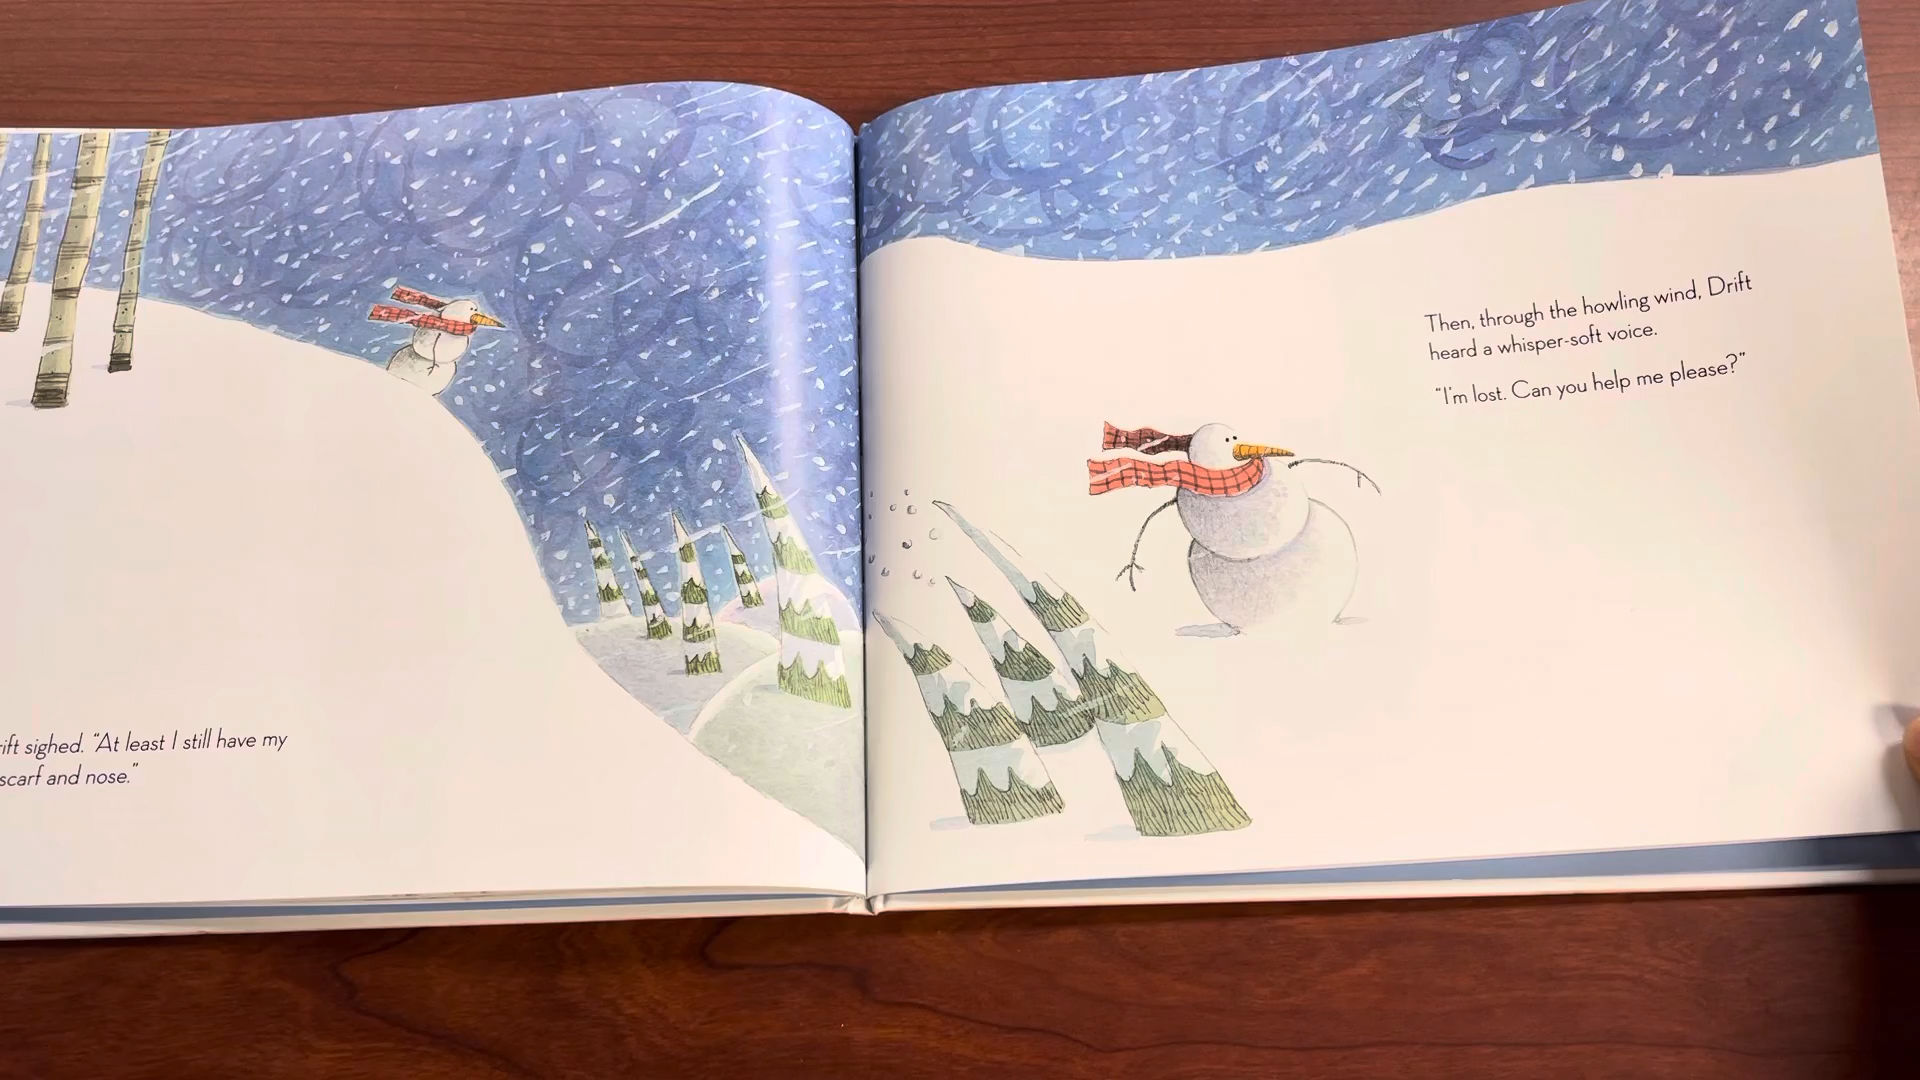 ift sighed. “At least I still have my
scarf and nose.”
Then, through the howling wind, Drift
heard a whisper-soft voice.
“I’m lost. Can you help me please?”